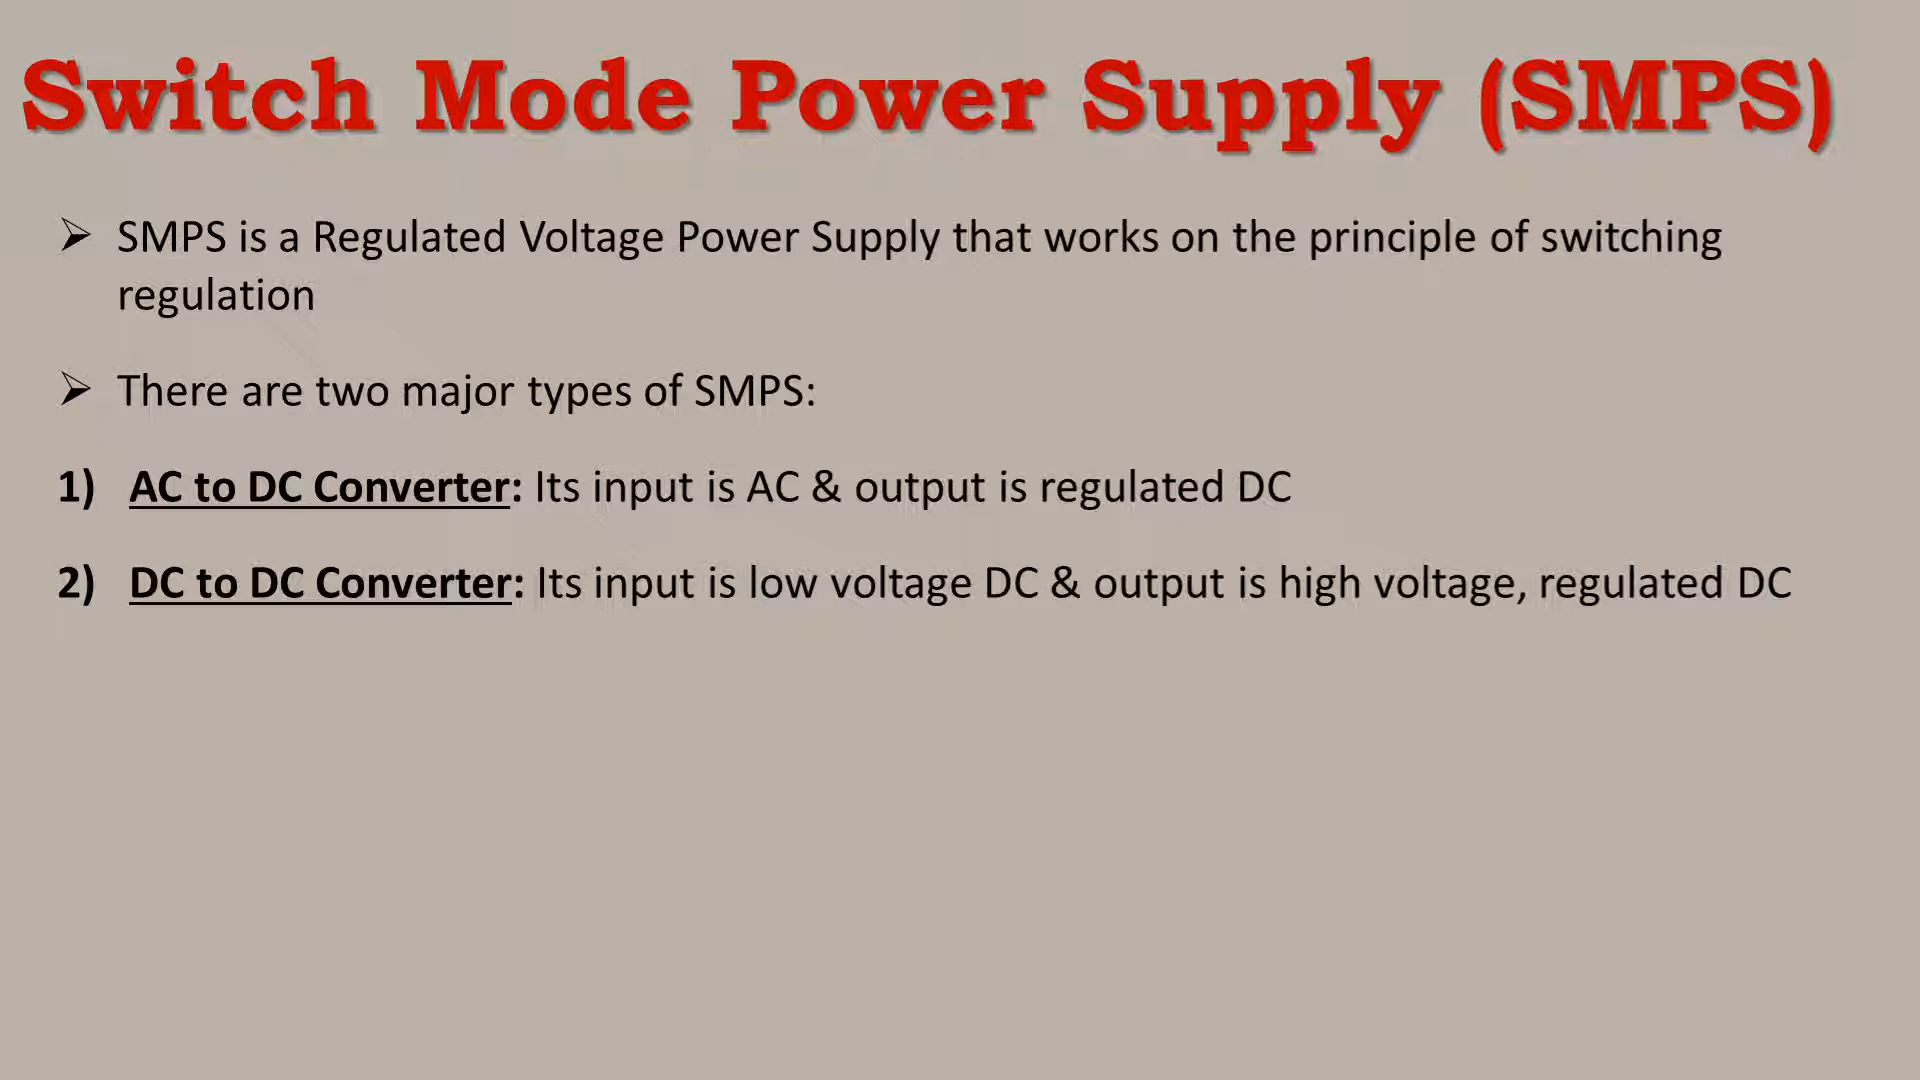 Switch Mode Power Supply (SMPS)
➢ SMPS is a Regulated Voltage Power Supply that works on the principle of switching
regulation
➢ There are two major types of SMPS:
1) AC to DC Converter: Its input is AC & output is regulated DC
2) DC to DC Converter: Its input is low voltage DC & output is high voltage, regulated DC